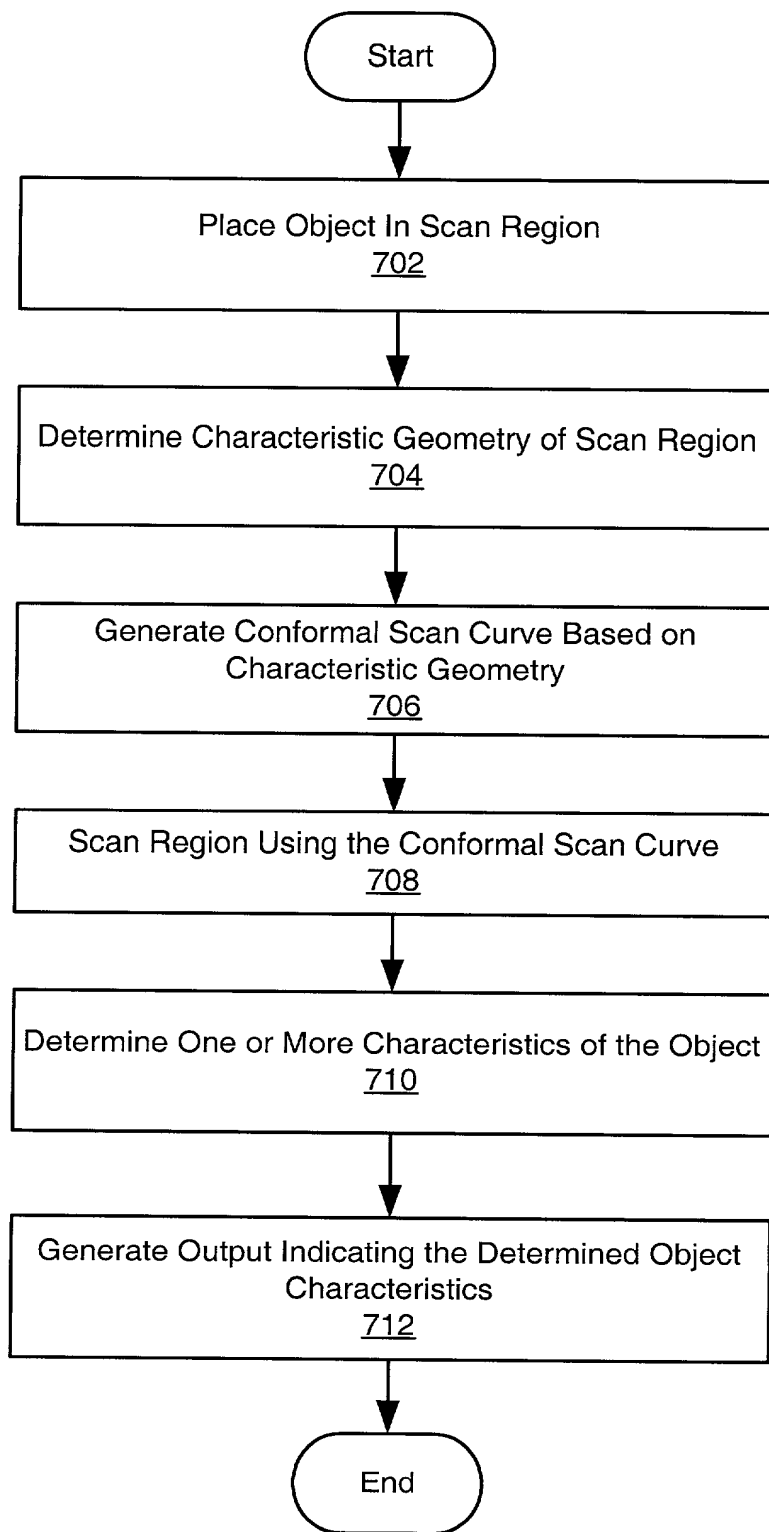 Start
Place Object In Scan Region
702
Determine Characteristic Geometry of Scan Region
704
Generate Conformal Scan Curve Based on
Characteristic Geometry
706
Scan Region Using the Conformal Scan Curve
708
Determine One or More Characteristics of the Object
710
Generate Output Indicating the Determined Object
Characteristics
712
End